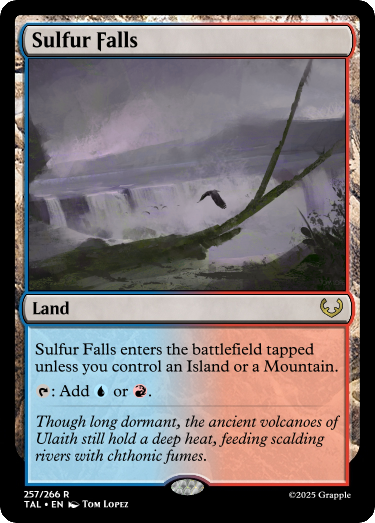 Sulfur Falls
Land
Sulfur Falls enters the battlefield tapped
unless you control an Island or a Mountain.
: Add or .
Though long dormant, the ancient volcanoes of
Ulaith still hold a deep heat, feeding scalding
rivers with chthonic fumes.
257/266 R
TAL • EN Tom Lopez
©2025 Grapple